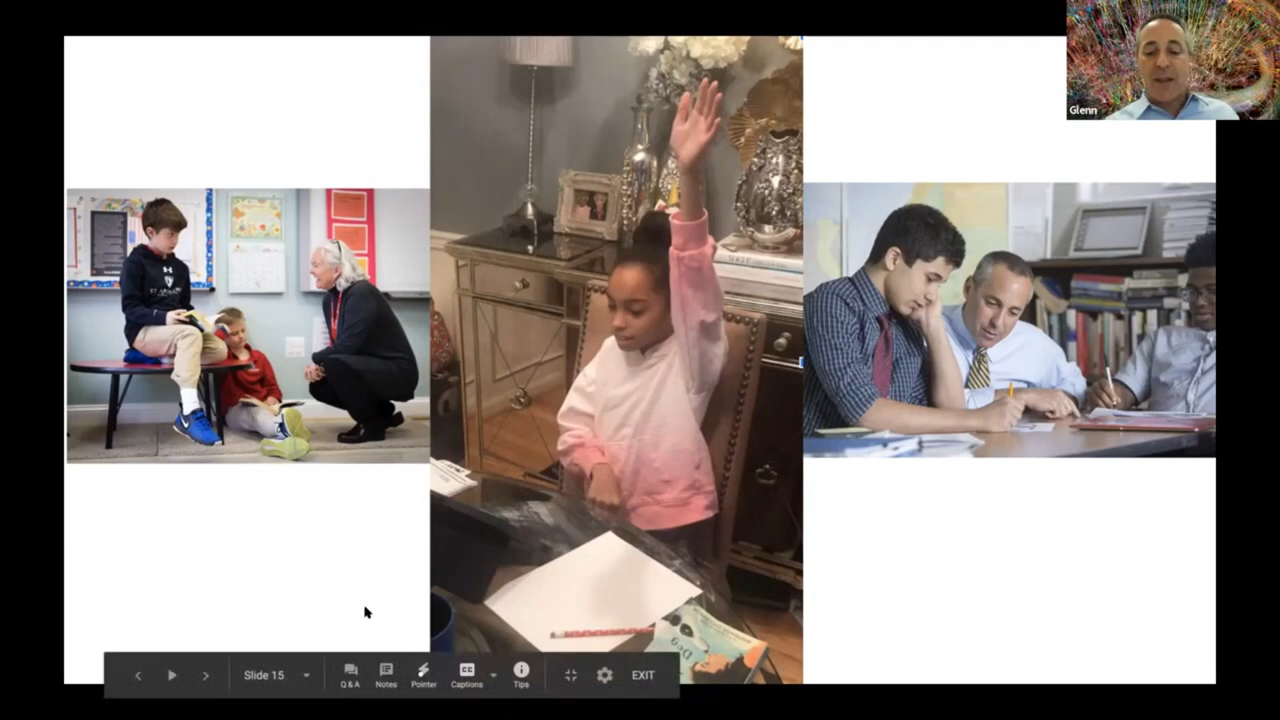 Glenn
Slide 15
Q & A
Notes
Pointer
Captions
Tips
EXIT